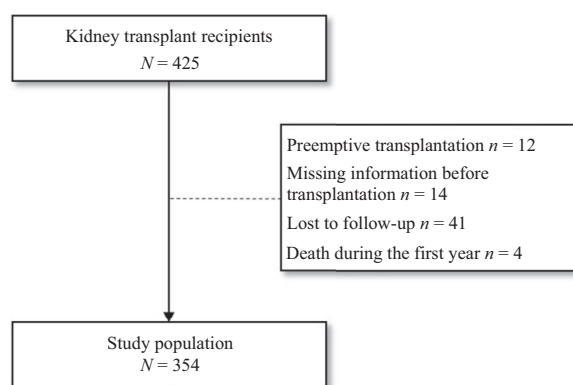 Kidney transplant recipients
N = 425
Preemptive transplantation n = 12
Missing information before
transplantation n = 14
Lost to follow-up n = 41
Death during the first year n = 4
Study population
N = 354